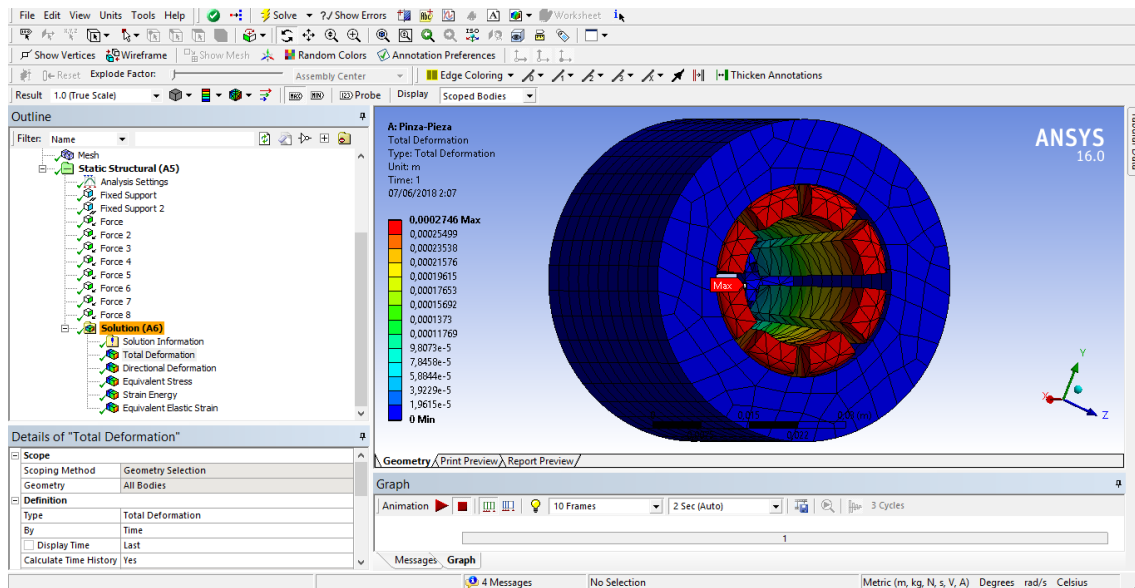 File Edit View Units Tools Help Solve ?/ Show Errors Worksheet
Show Vertices Wireframe Show Mesh Random Colors Annotation Preferences
Reset Explode Factor: Assembly Center Edge Coloring Thicken Annotations
Result 1.0 (True Scale) Probe Display Scoped Bodies
Outline
Filter: Name
Mesh
Static Structural (A5)
Analysis Settings
Fixed Support
Fixed Support 2
Force
Force 2
Force 3
Force 4
Force 5
Force 6
Force 7
Force 8
Solution (A6)
Solution Information
Total Deformation
Directional Deformation
Equivalent Stress
Strain Energy
Equivalent Elastic Strain
Details of "Total Deformation"
Scope
Scoping Method Geometry Selection
Geometry All Bodies
Definition
Type Total Deformation
By Time
Display Time Last
Calculate Time History Yes
A: Pinza-Pieza
Total Deformation
Type: Total Deformation
Unit: m
Time: 1
07/06/2018 2:07
0,0002746 Max
0,00025499
0,00023538
0,00021576
0,00019615
0,00017653
0,00015692
0,0001373
0,00011769
9,8073e-5
7,8458e-5
5,8844e-5
3,9229e-5
1,9615e-5
0 Min
Max
ANSYS
16.0
Y
X
Z
Geometry Print Preview Report Preview
Graph
Animation 10 Frames 2 Sec (Auto) 3 Cycles
1
Messages Graph
4 Messages No Selection Metric (m, kg, N, s, V, A) Degrees rad/s Celsius